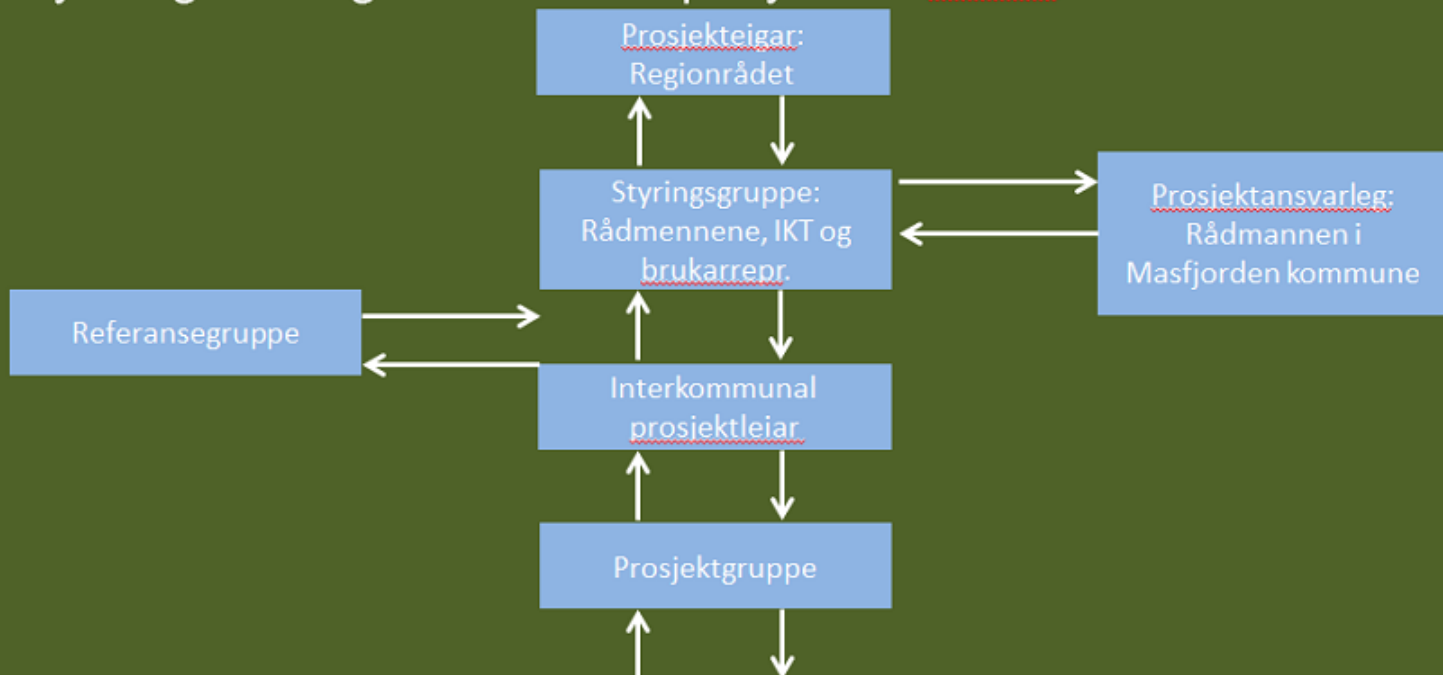 Prosjekteigar:
Regionrådet
Styringsgruppe:
Rådmennene, IKT og
brukarrepr.
Prosjektansvarleg:
Rådmannen i
Masfjorden kommune
Referansegruppe
Interkommunal
prosjektleiar
Prosjektgruppe